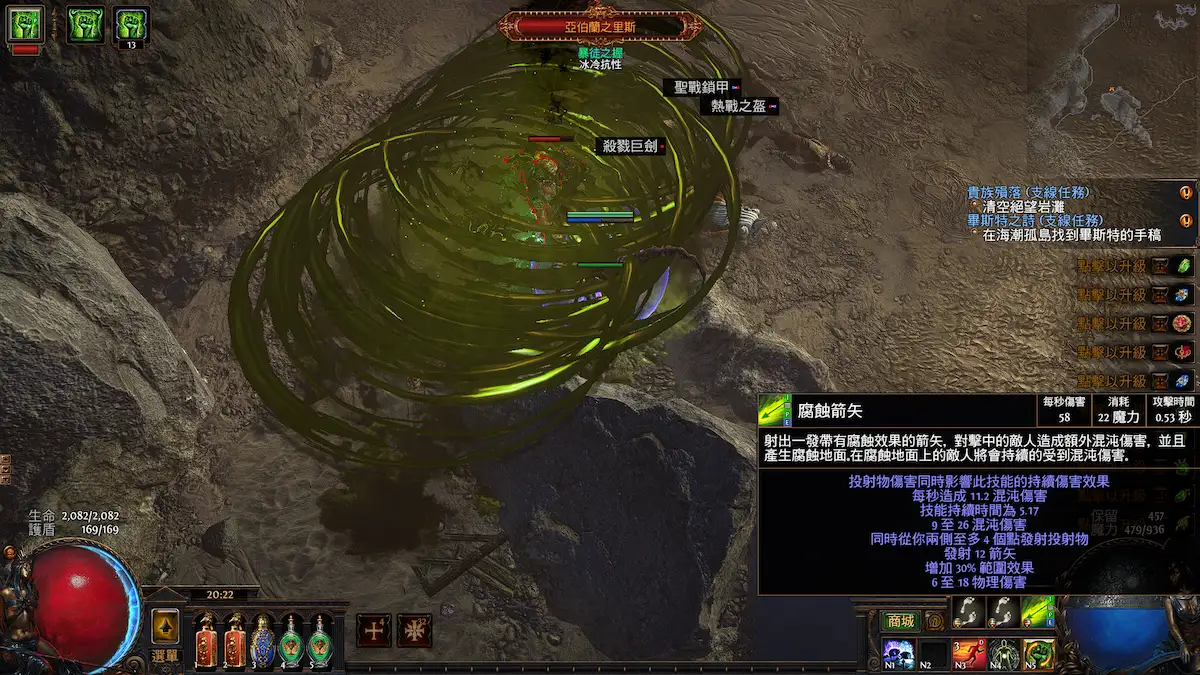 13
亞伯蘭之里斯
暴徒之握
冰冷抗性
聖戰鎖甲
熱戰之盔
殺戮巨劍
貴族殞落 (支線任務)
清空絕望岩灘
畢斯特之詩 (支線任務)
在海潮孤島找到畢斯特的手稿
點擊以升級
點擊以升級
點擊以升級
點擊以升級
點擊以升級
腐蝕箭矢
每秒傷害
58
消耗
22 魔力
攻擊時間
0.53 秒
射出一發帶有腐蝕效果的箭矢, 對擊中的敵人造成額外混沌傷害, 並且
產生腐蝕地面.在腐蝕地面上的敵人將會持續的受到混沌傷害。
投射物傷害同時影響此技能的持續傷害效果
每秒造成 11.2 混沌傷害
技能持續時間為 5.17
9 至 26 混沌傷害
同時從你兩側至多 4 個點發射投射物
發射 12 箭矢
增加 30% 範圍效果
6 至 18 物理傷害
保留 457
魔力 479/936
生命 2,082/2,082
護盾 169/169
20:22
選單
2
3
4
5
商城
N1
N2
3
N3
N4
N5